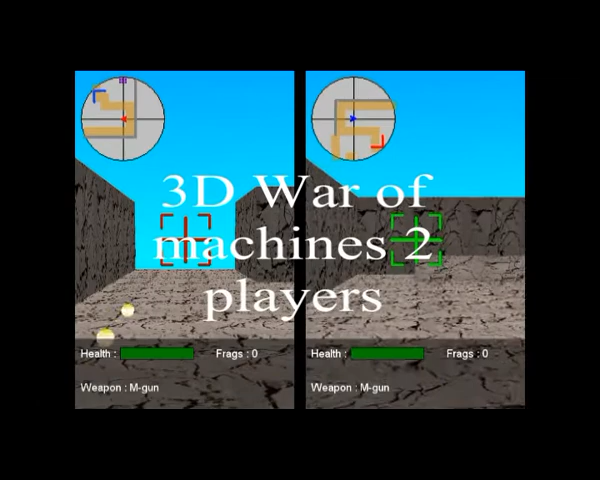 3D War of
machines 2
players
Health : Frags : 0
Weapon : M-gun
Health : Frags : 0
Weapon : M-gun